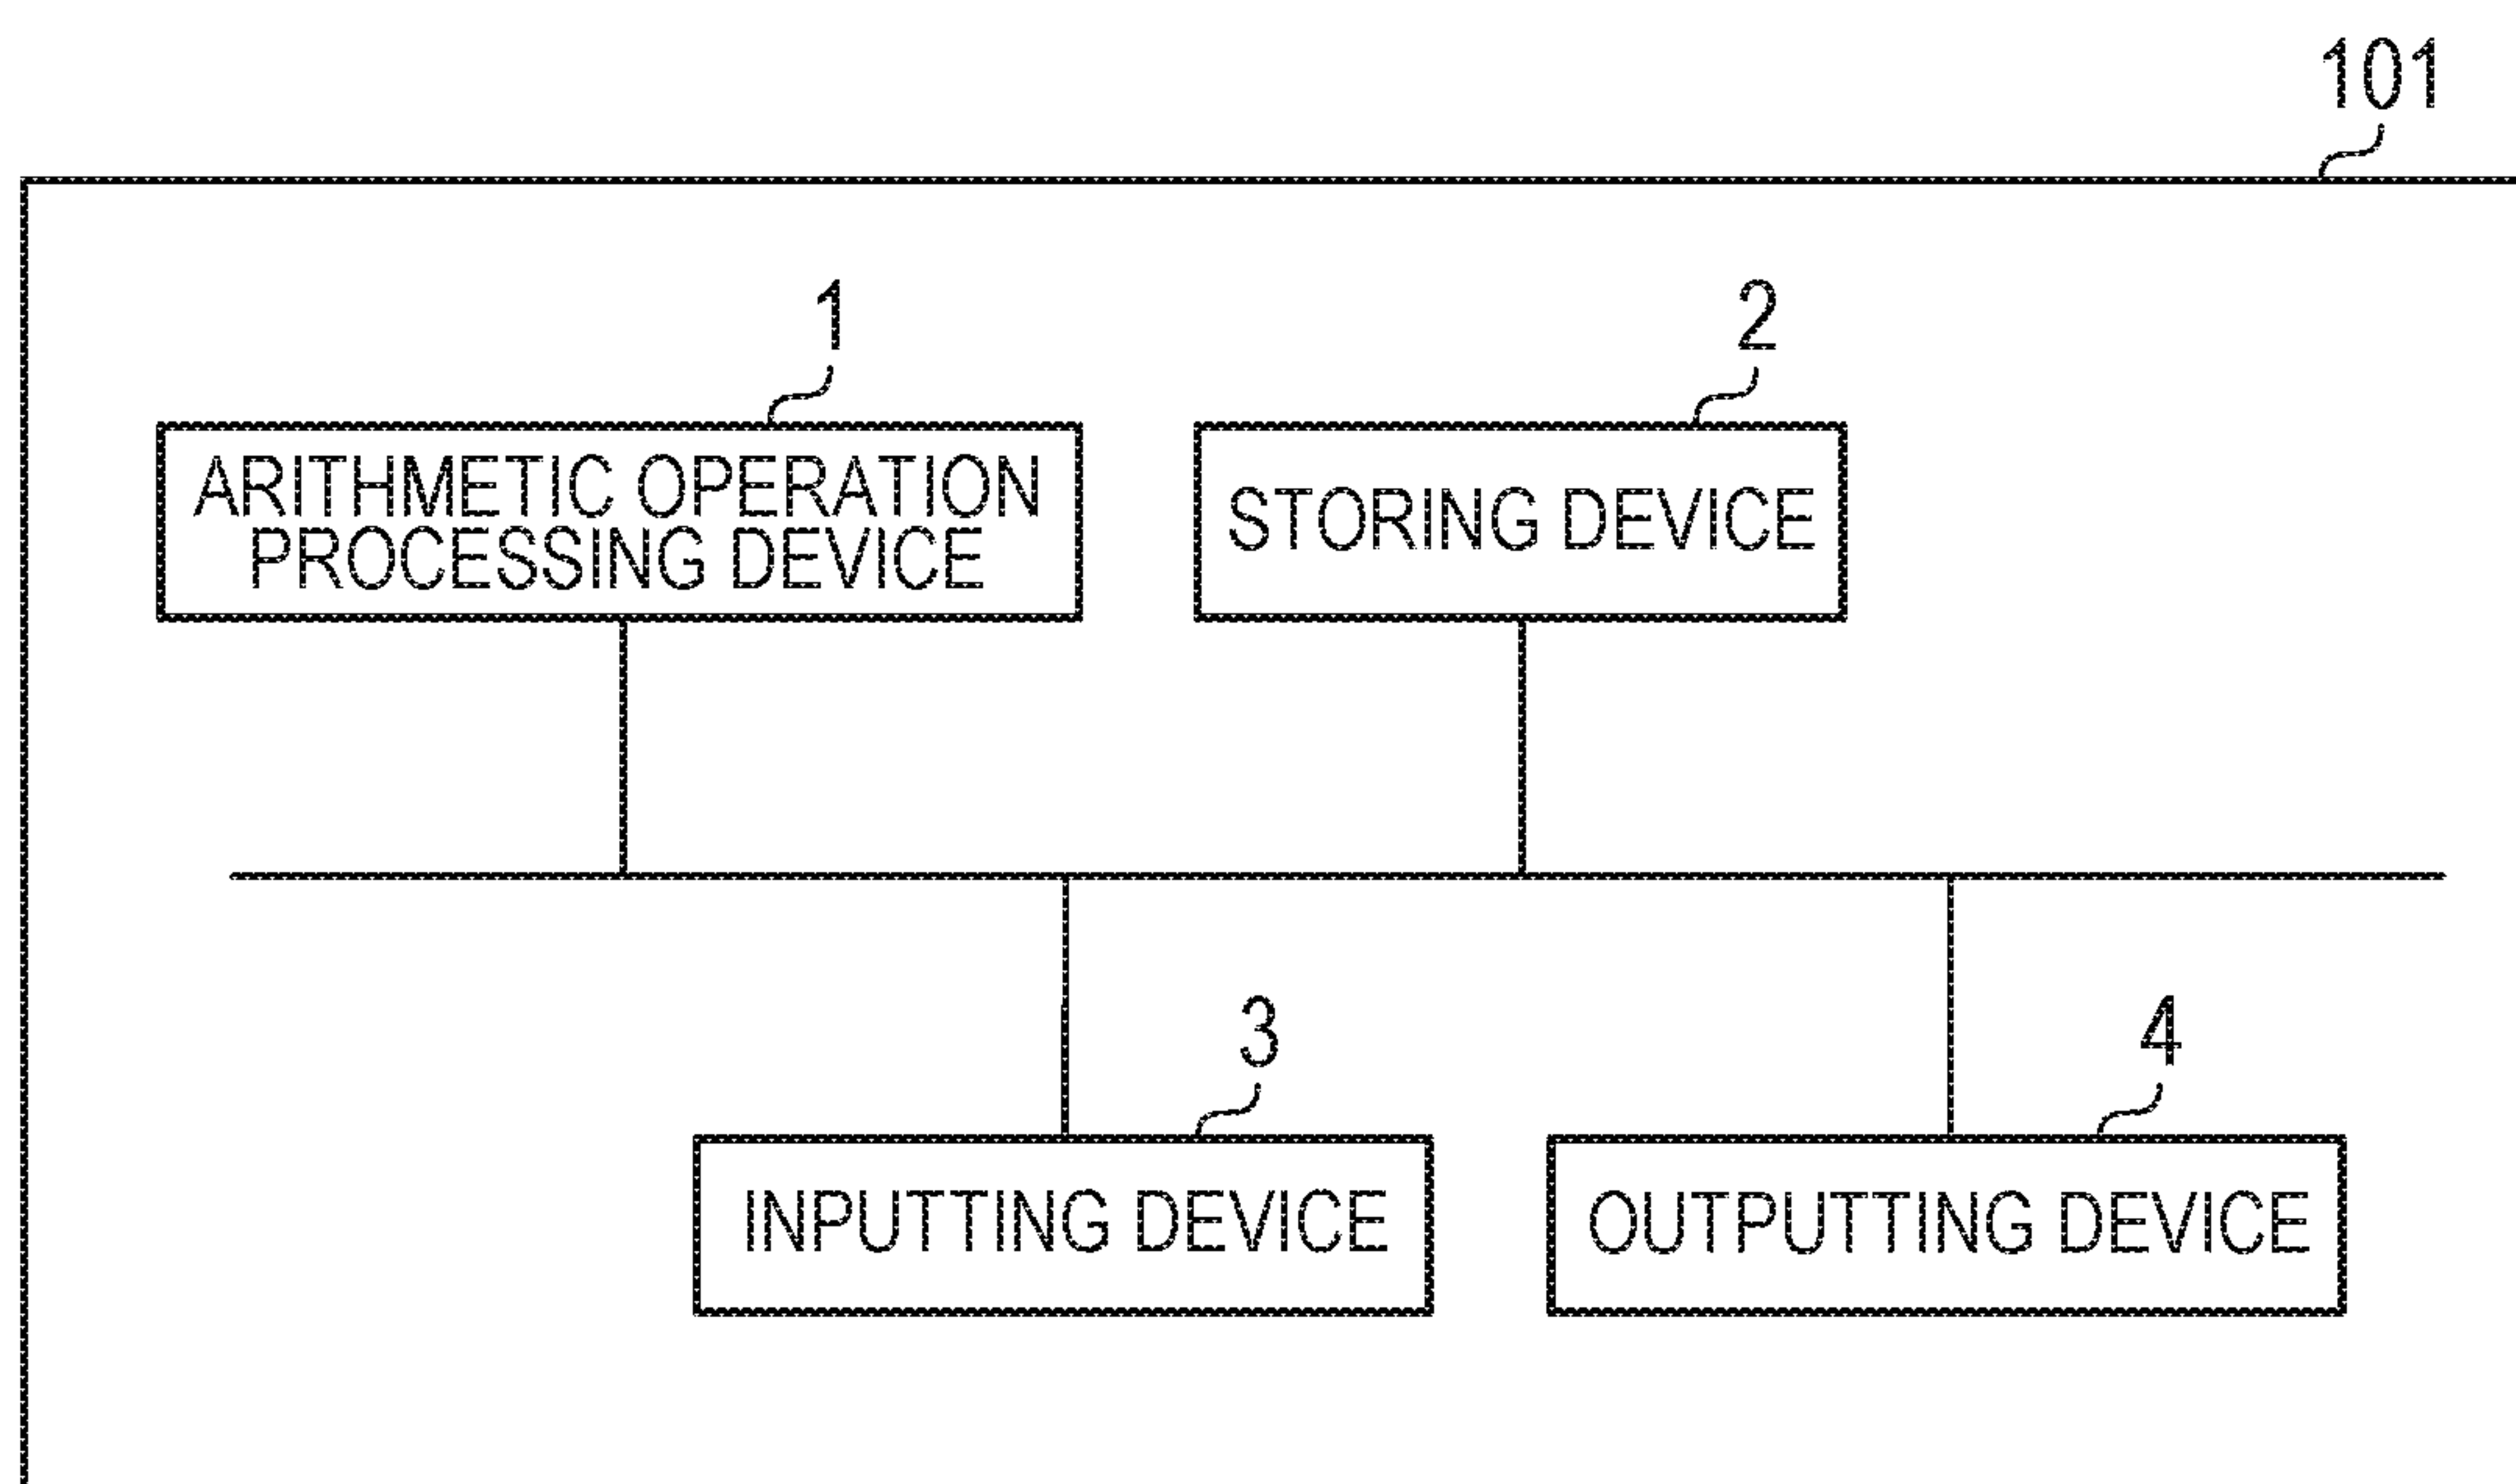 101
1
2
ARITHMETIC OPERATION
PROCESSING DEVICE
STORING DEVICE
3
4
INPUTTING DEVICE
OUTPUTTING DEVICE